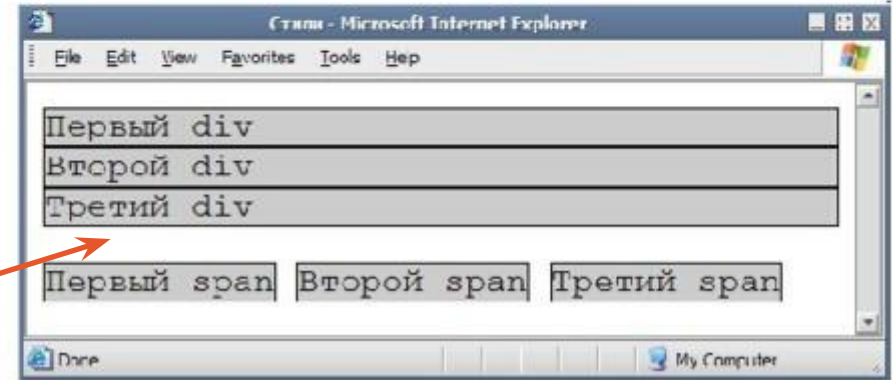 Стили - Microsoft Internet Explorer
File Edit View Favorites Tools Help
Первый div
Второй div
Третий div
Первый span Второй span Третий span
Done My Computer